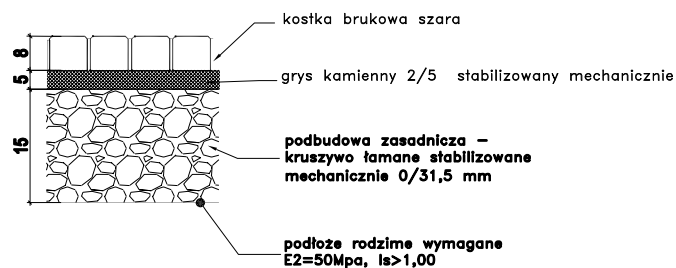 kostka brukowa szara
8
5
grys kamienny 2/5 stabilizowany mechanicznie
15
podbudowa zasadnicza –
kruszywo łamane stabilizowane
mechanicznie 0/31,5 mm
podłoże rodzime wymagane
E2=50Mpa, Is>1,00